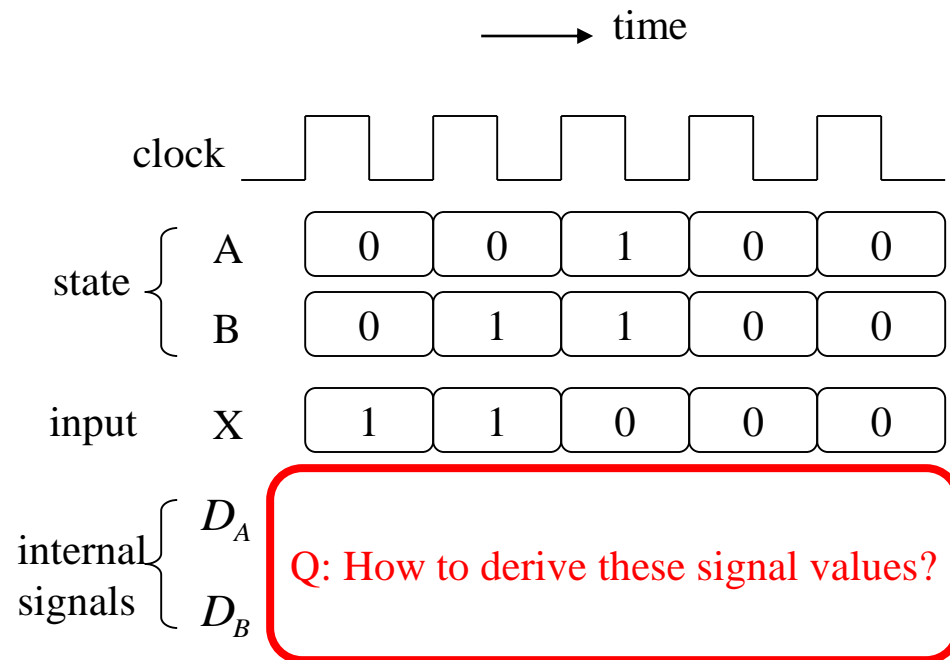 time
clock
state
A 0 0 1 0 0
B 0 1 1 0 0
input X 1 1 0 0 0
internal signals
D_A
Q: How to derive these signal values?
D_B